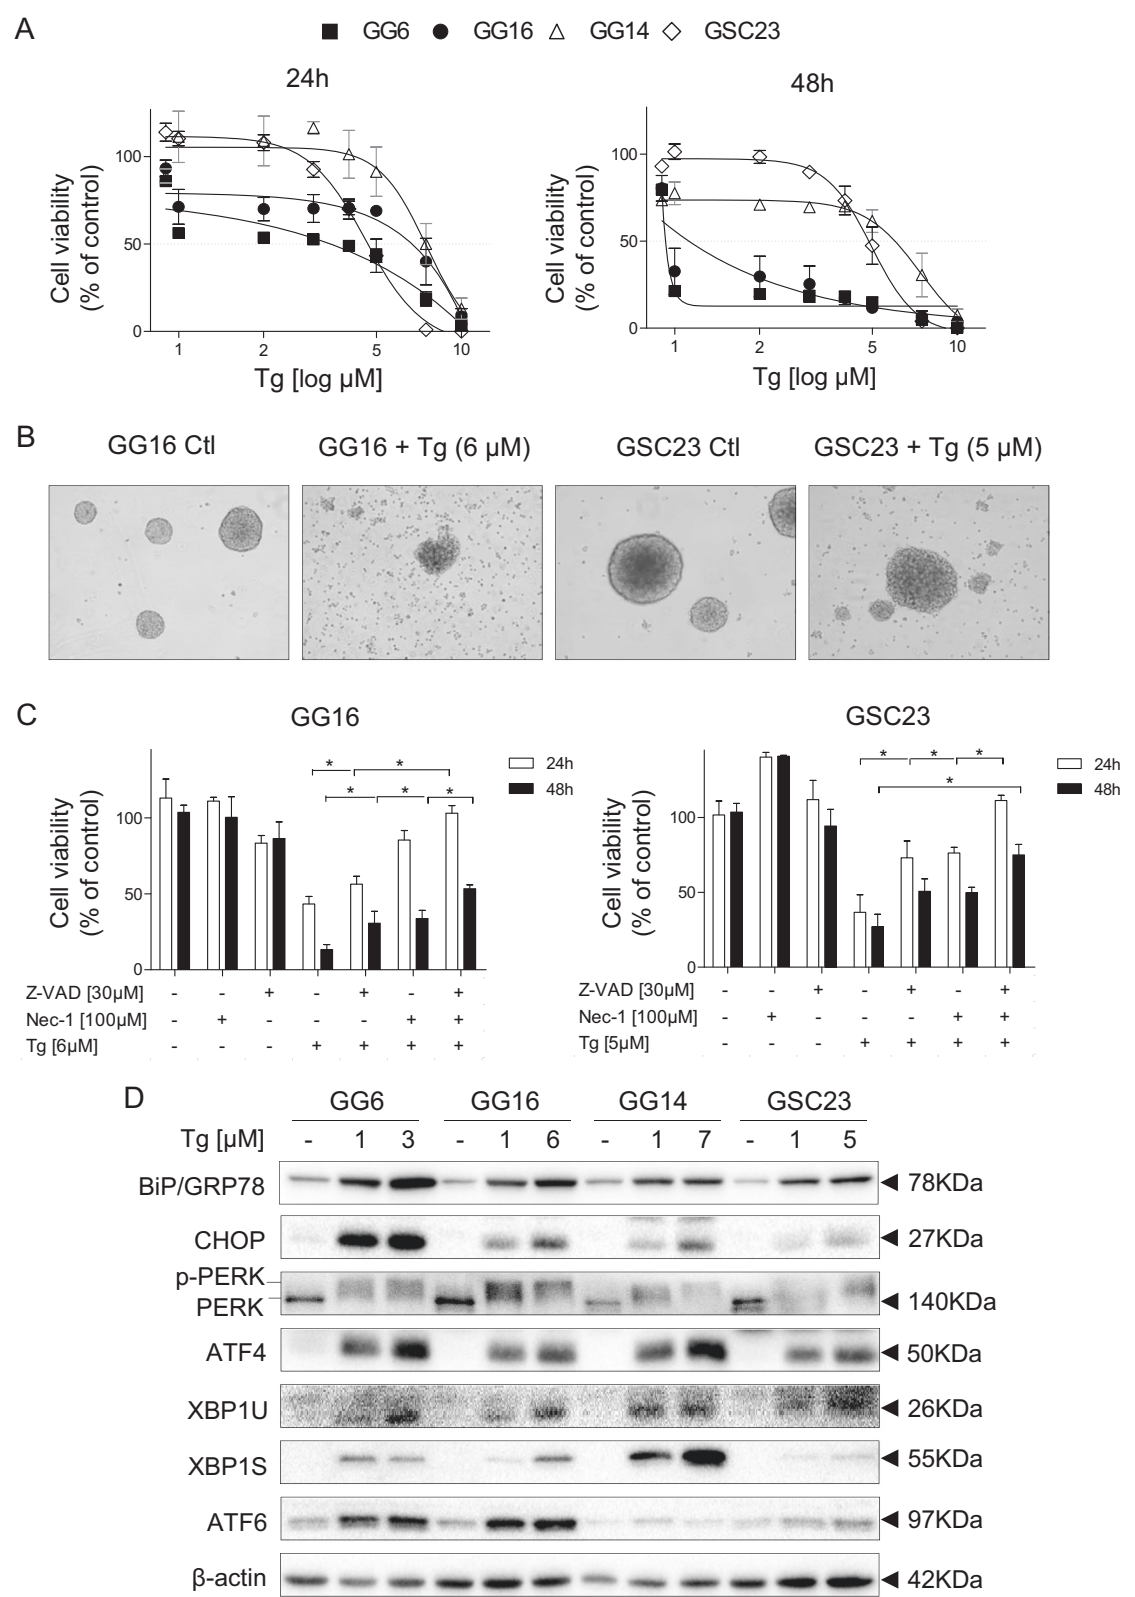 A
GG6 GG16 GG14 GSC23
24h
Cell viability
(% of control)
100
50
0
1 2 5 10
Tg [log µM]
48h
Cell viability
(% of control)
100
50
0
1 2 5 10
Tg [log µM]
B
GG16 Ctl
GG16 + Tg (6 µM)
GSC23 Ctl
GSC23 + Tg (5 µM)
C
GG16
24h
48h
* *
* * *
Cell viability
(% of control)
100
50
0
Z-VAD [30µM] - - + - + - +
Nec-1 [100µM] - + - - - + +
Tg [6µM] - - - + + + +
GSC23
24h
48h
* * *
*
Cell viability
(% of control)
100
50
0
Z-VAD [30µM] - - + - + - +
Nec-1 [100µM] - + - - - + +
Tg [5µM] - - - + + + +
D
GG6 GG16 GG14 GSC23
Tg [µM] - 1 3 - 1 6 - 1 7 - 1 5
BiP/GRP78 78KDa
CHOP 27KDa
p-PERK
PERK 140KDa
ATF4 50KDa
XBP1U 26KDa
XBP1S 55KDa
ATF6 97KDa
β-actin 42KDa